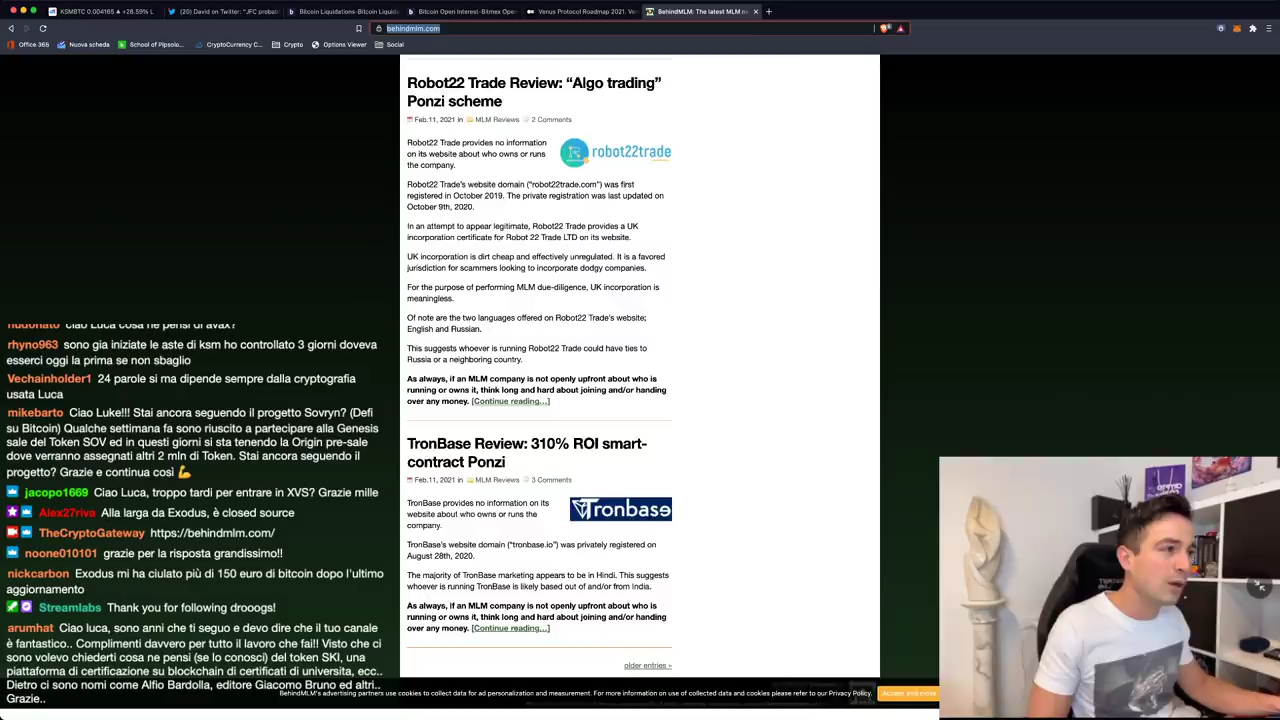 KSMBTC 0.004165 ▲ +28.59% L
(20) David on Twitter: "JFC probab
Bitcoin Liquidations-Bitcoin Liquid
Bitcoin Open Interest-Bitmex Ope
Venus Protocol Roadmap 2021. Ve
BehindMLM: The latest MLM n
behindmlm.com
Office 365
Nuova scheda
School of Pipsolo...
CryptoCurrency C...
Crypto
Options Viewer
Social
Robot22 Trade Review: “Algo trading”
Ponzi scheme
Feb.11, 2021 in MLM Reviews 2 Comments
Robot22 Trade provides no information
on its website about who owns or runs
the company.
robot22trade
Robot22 Trade’s website domain (“robot22trade.com”) was first
registered in October 2019. The private registration was last updated on
October 9th, 2020.
In an attempt to appear legitimate, Robot22 Trade provides a UK
incorporation certificate for Robot 22 Trade LTD on its website.
UK incorporation is dirt cheap and effectively unregulated. It is a favored
jurisdiction for scammers looking to incorporate dodgy companies.
For the purpose of performing MLM due-diligence, UK incorporation is
meaningless.
Of note are the two languages offered on Robot22 Trade’s website;
English and Russian.
This suggests whoever is running Robot22 Trade could have ties to
Russia or a neighboring country.
As always, if an MLM company is not openly upfront about who is
running or owns it, think long and hard about joining and/or handing
over any money. [Continue reading…]
TronBase Review: 310% ROI smart-
contract Ponzi
Feb.11, 2021 in MLM Reviews 3 Comments
TronBase provides no information on its
website about who owns or runs the
company.
Tronbase
TronBase’s website domain (“tronbase.io”) was privately registered on
August 28th, 2020.
The majority of TronBase marketing appears to be in Hindi. This suggests
whoever is running TronBase is likely based out of and/or from India.
As always, if an MLM company is not openly upfront about who is
running or owns it, think long and hard about joining and/or handing
over any money. [Continue reading…]
older entries »
BehindMLM's advertising partners use cookies to collect data for ad personalization and measurement. For more information on use of collected data and cookies please refer to our Privacy Policy.
Accept and close
ciao Luca cosa ne pensi di avax?
rhyno963 sono gia iniziate le aste di ksm ho controllato 3 giorni doveva
esserci oggi la prima se non sbaglio
Vechainholder1 24 parole si ma dipende sempre dalla cryptografia
usata Luca
mikebarto Ciao Luke!!! Stai ancora seguendo il progetto Sovryn? (Defi
su Bitcoin) Qualche settimana fa sono riuscito a partecipare alla Genesis
sale del Token SOV ed in questi giorni si sta tenendo la Origin pre-sale
dove verranno assegnati altri 2 mln di Token. Stai ancora seguendo il
progetto? Grazie e continua così 💪
jacopo1669 Ciao Luca, troppo tardi per entrare in XVS? Grazie mille
Alex27riva Alla larga da Exodus, è closed source
TheCryptoGateway https://behindmlm.com/
noone010101 grazie per la risposta grandissimo!!
nickcarbon Exodus mi ha ciulato più di 150 euro di bitcoin dopo l'ultimo
aggiornamento
Streamlabs Thank you for following drooogs!
arumhat Ciao luca, sono anni che ti seguo e devo dire che il tuo canale
è fantastico.. Complimenti davvero per tutto il lavoro che fai!! Visto che ci
sono volevo chiederti cosa ne pensi (se lo conosci) del token SKI, una
piattaforma di certificazione su blockchain di certificati di universita, ecc..
Dietro ci sono nomi come Alfio Bardolla, editore Giacomo Bruno ed altri..
Grazie..